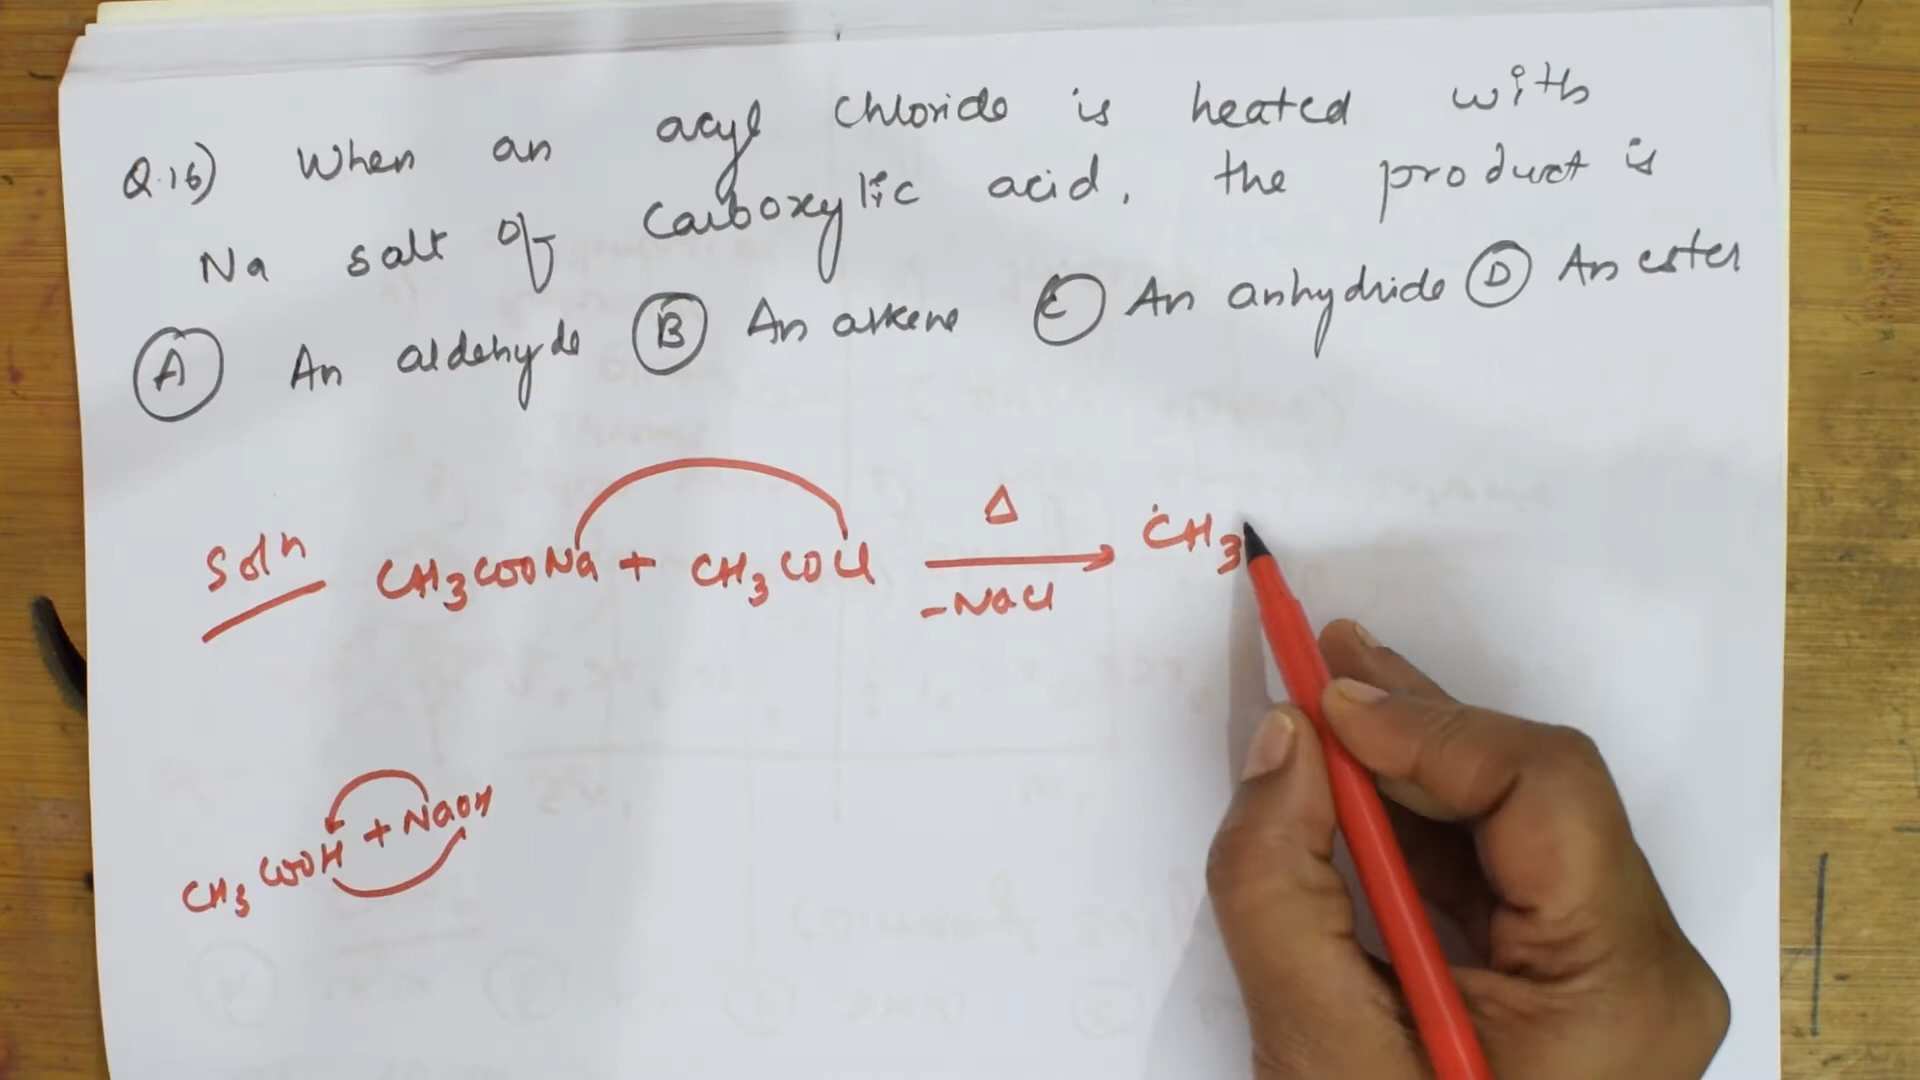 Q.16) When an acyl chloride is heated with
Na salt of Carboxylic acid, the product is
A An aldehyde B An alkene C An anhydride D An ester
Soln CH3COONa + CH3COCl Δ → CH3
-NaCl
CH3COOH + NaOH